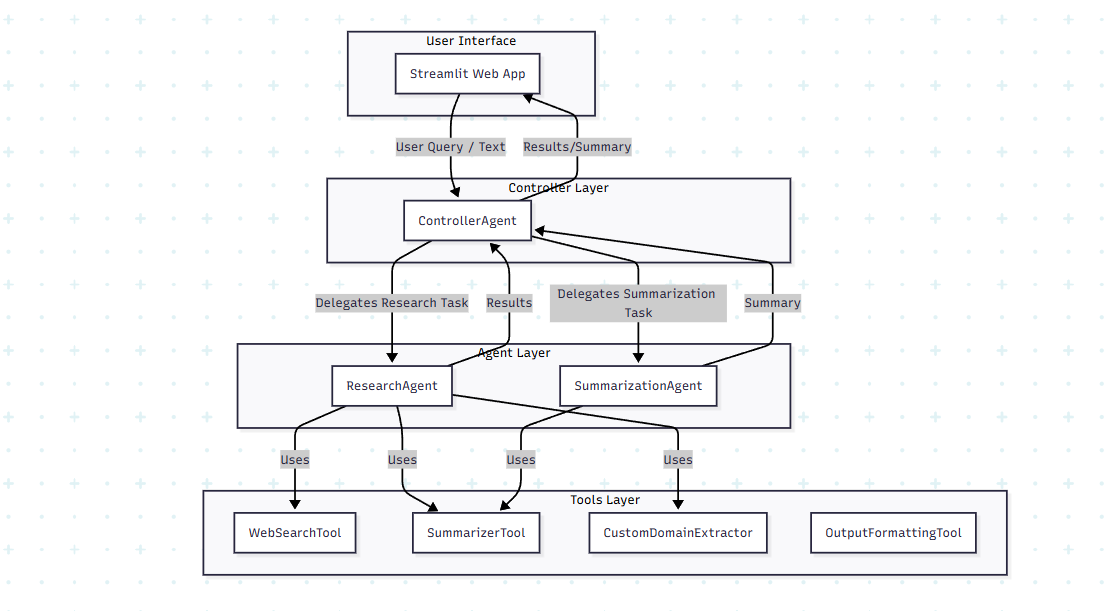 User Interface
Streamlit Web App
User Query / Text
Results/Summary
Controller Layer
ControllerAgent
Delegates Research Task
Results
Delegates Summarization
Task
Summary
Agent Layer
ResearchAgent
SummarizationAgent
Uses
Uses
Uses
Uses
Tools Layer
WebSearchTool
SummarizerTool
CustomDomainExtractor
OutputFormattingTool